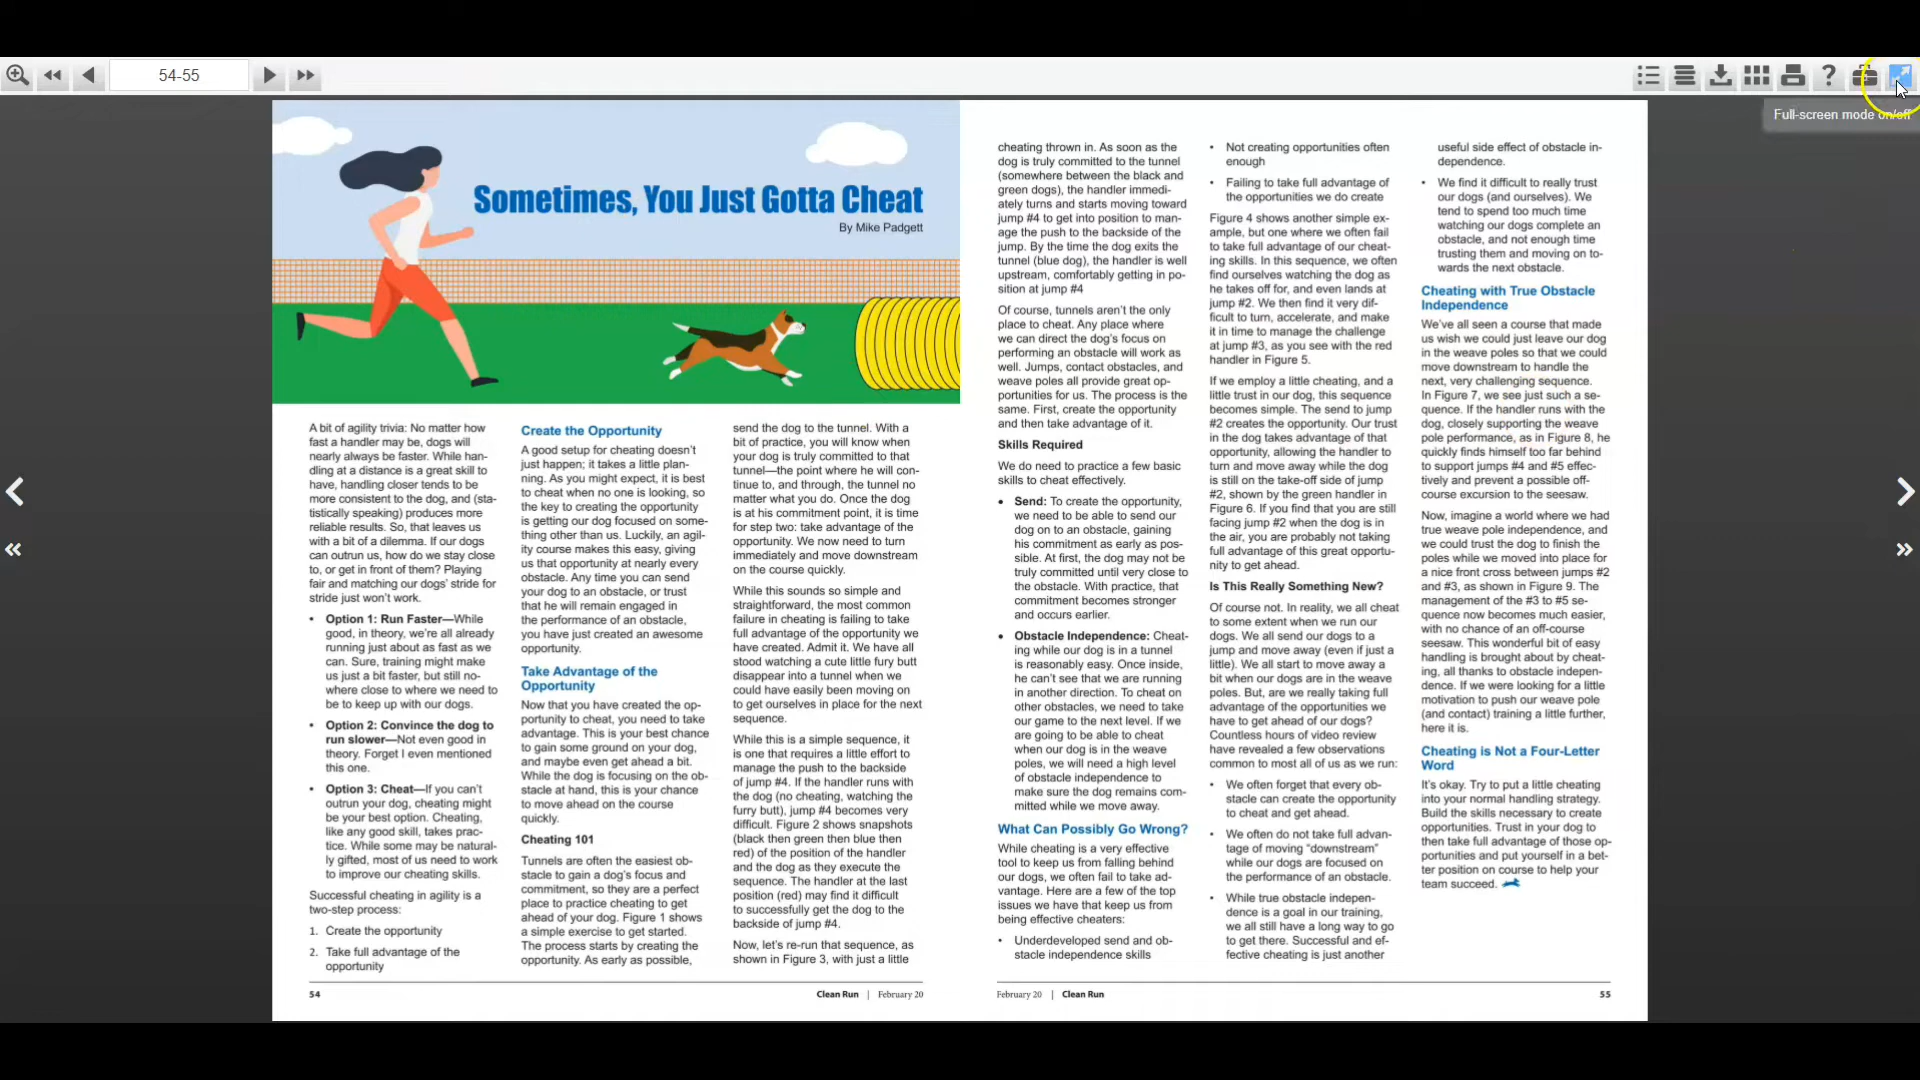 54-55
Full-screen mode on/off
Sometimes, You Just Gotta Cheat
By Mike Padgett
A bit of agility trivia: No matter how
fast a handler may be, dogs will
nearly always be faster. While han-
dling at a distance is a great skill to
have, handling closer tends to be
more consistent to the dog, and (sta-
tistically speaking) produces more
reliable results. So, that leaves us
with a bit of a dilemma. If our dogs
can outrun us, how do we stay close
to, or get in front of them? Playing
fair and matching our dogs' stride for
stride just won't work.
• Option 1: Run Faster—While
good, in theory, we're all already
running just about as fast as we
can. Sure, training might make
us just a bit faster, but still no-
where close to where we need to
be to keep up with our dogs.
• Option 2: Convince the dog to
run slower—Not even good in
theory. Forget I even mentioned
this one.
• Option 3: Cheat—If you can't
outrun your dog, cheating might
be your best option. Cheating,
like any good skill, takes prac-
tice. While some may be natural-
ly gifted, most of us need to work
to improve our cheating skills.
Successful cheating in agility is a
two-step process:
1. Create the opportunity
2. Take full advantage of the
opportunity
Create the Opportunity
A good setup for cheating doesn't
just happen; it takes a little plan-
ning. As you might expect, it is best
to cheat when no one is looking, so
the key to creating the opportunity
is getting our dog focused on some-
thing other than us. Luckily, an agil-
ity course makes this easy, giving
us that opportunity at nearly every
obstacle. Any time you can send
your dog to an obstacle, or trust
that he will remain engaged in
the performance of an obstacle,
you have just created an awesome
opportunity.
Take Advantage of the
Opportunity
Now that you have created the op-
portunity to cheat, you need to take
advantage. This is your best chance
to gain some ground on your dog,
and maybe even get ahead a bit.
While the dog is focusing on the ob-
stacle at hand, this is your chance
to move ahead on the course
quickly.
Cheating 101
Tunnels are often the easiest ob-
stacle to gain a dog's focus and
commitment, so they are a perfect
place to practice cheating to get
ahead of your dog. Figure 1 shows
a simple exercise to get started.
The process starts by creating the
opportunity. As early as possible,
send the dog to the tunnel. With a
bit of practice, you will know when
your dog is truly committed to that
tunnel—the point where he will con-
tinue to, and through, the tunnel no
matter what you do. Once the dog
is at his commitment point, it is time
for step two: take advantage of the
opportunity. We now need to turn
immediately and move downstream
on the course quickly.
While this sounds so simple and
straightforward, the most common
failure in cheating is failing to take
full advantage of the opportunity we
have created. Admit it. We have all
stood watching a cute little fury butt
disappear into a tunnel when we
could have easily been moving on
to get ourselves in place for the next
sequence.
While this is a simple sequence, it
is one that requires a little effort to
manage the push to the backside
of jump #4. If the handler runs with
the dog (no cheating, watching the
furry butt), jump #4 becomes very
difficult. Figure 2 shows snapshots
(black then green then blue then
red) of the position of the handler
and the dog as they execute the
sequence. The handler at the last
position (red) may find it difficult
to successfully get the dog to the
backside of jump #4.
Now, let's re-run that sequence, as
shown in Figure 3, with just a little
54
Clean Run | February 20
cheating thrown in. As soon as the
dog is truly committed to the tunnel
(somewhere between the black and
green dogs), the handler immedi-
ately turns and starts moving toward
jump #4 to get into position to man-
age the push to the backside of the
jump. By the time the dog exits the
tunnel (blue dog), the handler is well
upstream, comfortably getting in po-
sition at jump #4
Of course, tunnels aren't the only
place to cheat. Any place where
we can direct the dog's focus on
performing an obstacle will work as
well. Jumps, contact obstacles, and
weave poles all provide great op-
portunities for us. The process is the
same. First, create the opportunity
and then take advantage of it.
Skills Required
We do need to practice a few basic
skills to cheat effectively.
• Send: To create the opportunity,
we need to be able to send our
dog on to an obstacle, gaining
his commitment as early as pos-
sible. At first, the dog may not be
truly committed until very close to
the obstacle. With practice, that
commitment becomes stronger
and occurs earlier.
• Obstacle Independence: Cheat-
ing while our dog is in a tunnel
is reasonably easy. Once inside,
he can't see that we are running
in another direction. To cheat on
other obstacles, we need to take
our game to the next level. If we
are going to be able to cheat
when our dog is in the weave
poles, we will need a high level
of obstacle independence to
make sure the dog remains com-
mitted while we move away.
What Can Possibly Go Wrong?
While cheating is a very effective
tool to keep us from falling behind
our dogs, we often fail to take ad-
vantage. Here are a few of the top
issues we have that keep us from
being effective cheaters:
• Underdeveloped send and ob-
stacle independence skills
• Not creating opportunities often
enough
• Failing to take full advantage of
the opportunities we do create
Figure 4 shows another simple ex-
ample, but one where we often fail
to take full advantage of our cheat-
ing skills. In this sequence, we often
find ourselves watching the dog as
he takes off for, and even lands at
jump #2. We then find it very dif-
ficult to turn, accelerate, and make
it in time to manage the challenge
at jump #3, as you see with the red
handler in Figure 5.
If we employ a little cheating, and a
little trust in our dog, this sequence
becomes simple. The send to jump
#2 creates the opportunity. Our trust
in the dog takes advantage of that
opportunity, allowing the handler to
turn and move away while the dog
is still on the take-off side of jump
#2, shown by the green handler in
Figure 6. If you find that you are still
facing jump #2 when the dog is in
the air, you are probably not taking
full advantage of this great opportu-
nity to get ahead.
Is This Really Something New?
Of course not. In reality, we all cheat
to some extent when we run our
dogs. We all send our dogs to a
jump and move away (even if just a
little). We all start to move away a
bit when our dogs are in the weave
poles. But, are we really taking full
advantage of the opportunities we
have to get ahead of our dogs?
Countless hours of video review
have revealed a few observations
common to most all of us as we run:
• We often forget that every ob-
stacle can create the opportunity
to cheat and get ahead.
• We often do not take full advan-
tage of moving "downstream"
while our dogs are focused on
the performance of an obstacle.
• While true obstacle indepen-
dence is a goal in our training,
we all still have a long way to go
to get there. Successful and ef-
fective cheating is just another
useful side effect of obstacle in-
dependence.
• We find it difficult to really trust
our dogs (and ourselves). We
tend to spend too much time
watching our dogs complete an
obstacle, and not enough time
trusting them and moving on to-
wards the next obstacle.
Cheating with True Obstacle
Independence
We've all seen a course that made
us wish we could just leave our dog
in the weave poles so that we could
move downstream to handle the
next, very challenging sequence.
In Figure 7, we see just such a se-
quence. If the handler runs with the
dog, closely supporting the weave
pole performance, as in Figure 8, he
quickly finds himself too far behind
to support jumps #4 and #5 effec-
tively and prevent a possible off-
course excursion to the seesaw.
Now, imagine a world where we had
true weave pole independence, and
we could trust the dog to finish the
poles while we moved into place for
a nice front cross between jumps #2
and #3, as shown in Figure 9. The
management of the #3 to #5 se-
quence now becomes much easier,
with no chance of an off-course
seesaw. This wonderful bit of easy
handling is brought about by cheat-
ing, all thanks to obstacle indepen-
dence. If we were looking for a little
motivation to push our weave pole
(and contact) training a little further,
here it is.
Cheating is Not a Four-Letter
Word
It's okay. Try to put a little cheating
into your normal handling strategy.
Build the skills necessary to create
opportunities. Trust in your dog to
then take full advantage of those op-
portunities and put yourself in a bet-
ter position on course to help your
team succeed.
February 20 | Clean Run
55